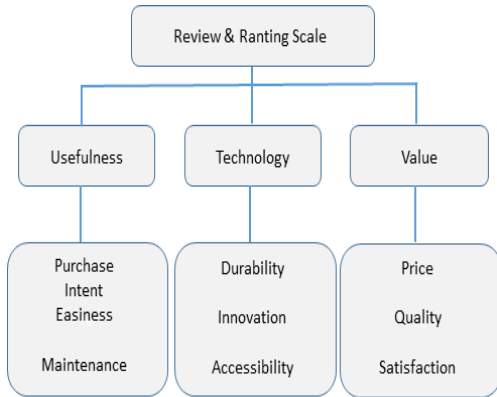 Review & Ranting Scale
Usefulness
Technology
Value
Purchase
Intent
Easiness
Maintenance
Durability
Innovation
Accessibility
Price
Quality
Satisfaction